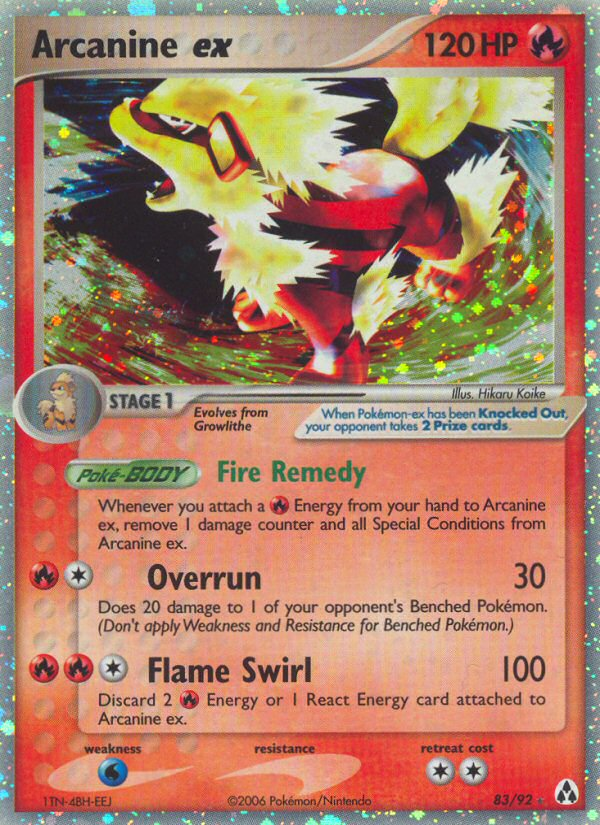 Arcanine ex 120 HP
Illus. Hikaru Koike
STAGE 1
Evolves from
Growlithe
When Pokémon-ex has been Knocked Out,
your opponent takes 2 Prize cards.
Poké-BODY Fire Remedy
Whenever you attach a Energy from your hand to Arcanine
ex, remove 1 damage counter and all Special Conditions from
Arcanine ex.
Overrun 30
Does 20 damage to 1 of your opponent's Benched Pokémon.
(Don't apply Weakness and Resistance for Benched Pokémon.)
Flame Swirl 100
Discard 2 Energy or 1 React Energy card attached to
Arcanine ex.
weakness resistance retreat cost
1TN-4BH-EEJ ©2006 Pokémon/Nintendo 83/92